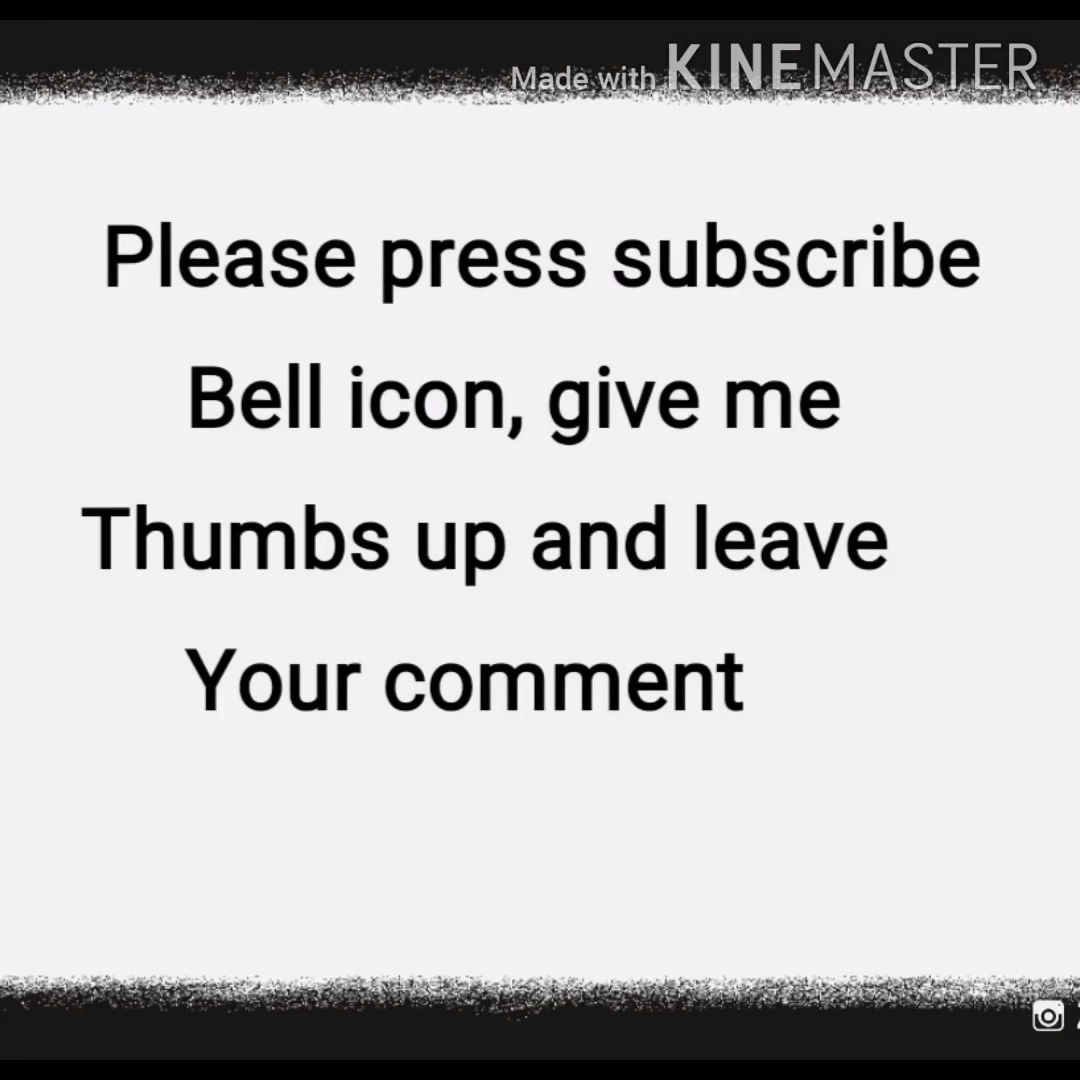 Made with KINEMASTER
Please press subscribe
Bell icon, give me
Thumbs up and leave
Your comment